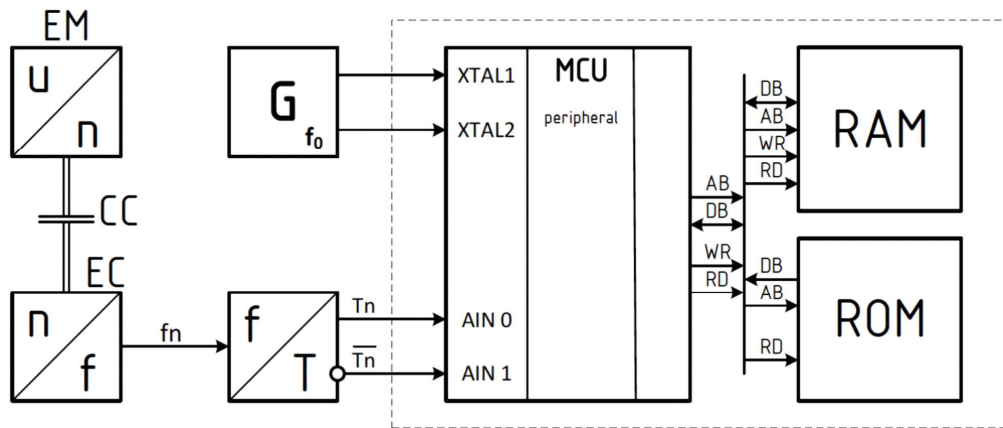 EM
u
n
CC
EC
n
f
fn
G
f₀
f
T
Tn
T̅n̅
XTAL1
XTAL2
AIN 0
AIN 1
MCU
peripheral
AB
DB
WR
RD
DB
AB
WR
RD
RAM
DB
AB
RD
ROM